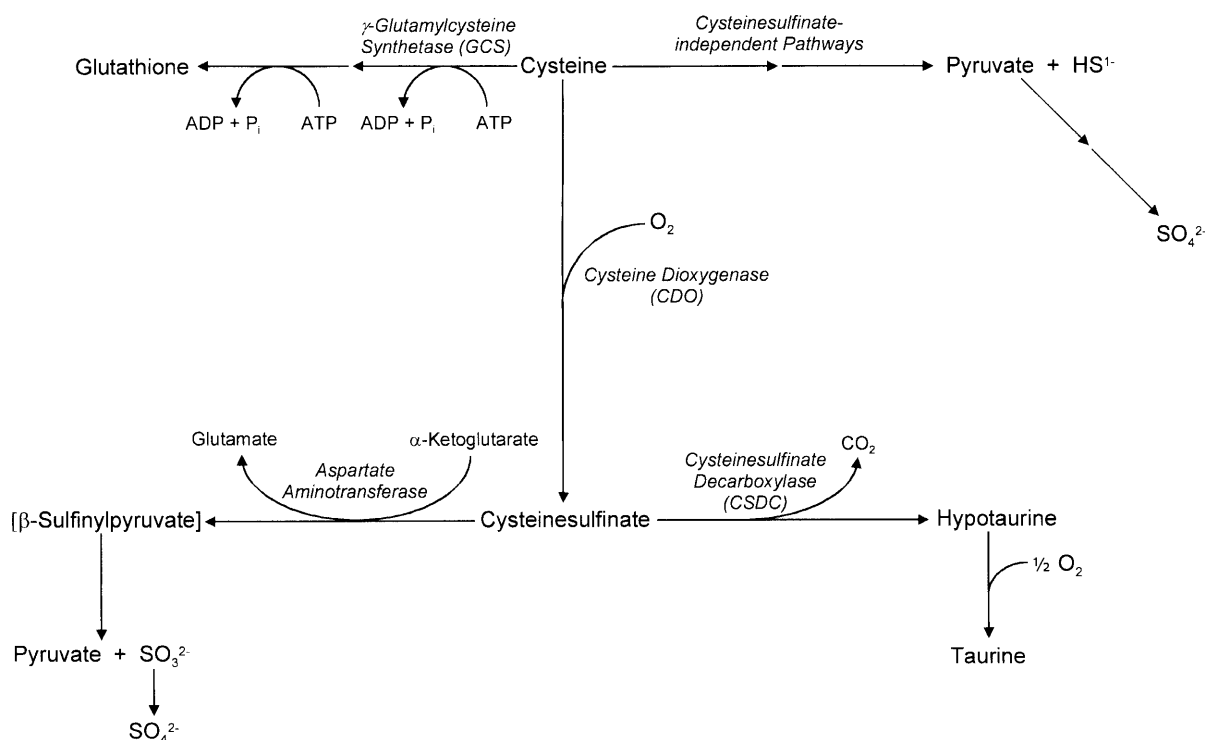 γ-Glutamylcysteine
Synthetase (GCS)
Cysteinesulfinate-
independent Pathways
Glutathione
Cysteine
Pyruvate + HS¹⁻
ADP + Pᵢ
ATP
ADP + Pᵢ
ATP
SO₄²⁻
O₂
Cysteine Dioxygenase
(CDO)
Glutamate
α-Ketoglutarate
Aspartate
Aminotransferase
Cysteinesulfinate
Decarboxylase
(CSDC)
CO₂
[β-Sulfinylpyruvate]
Cysteinesulfinate
Hypotaurine
½ O₂
Pyruvate + SO₃²⁻
Taurine
SO₄²⁻